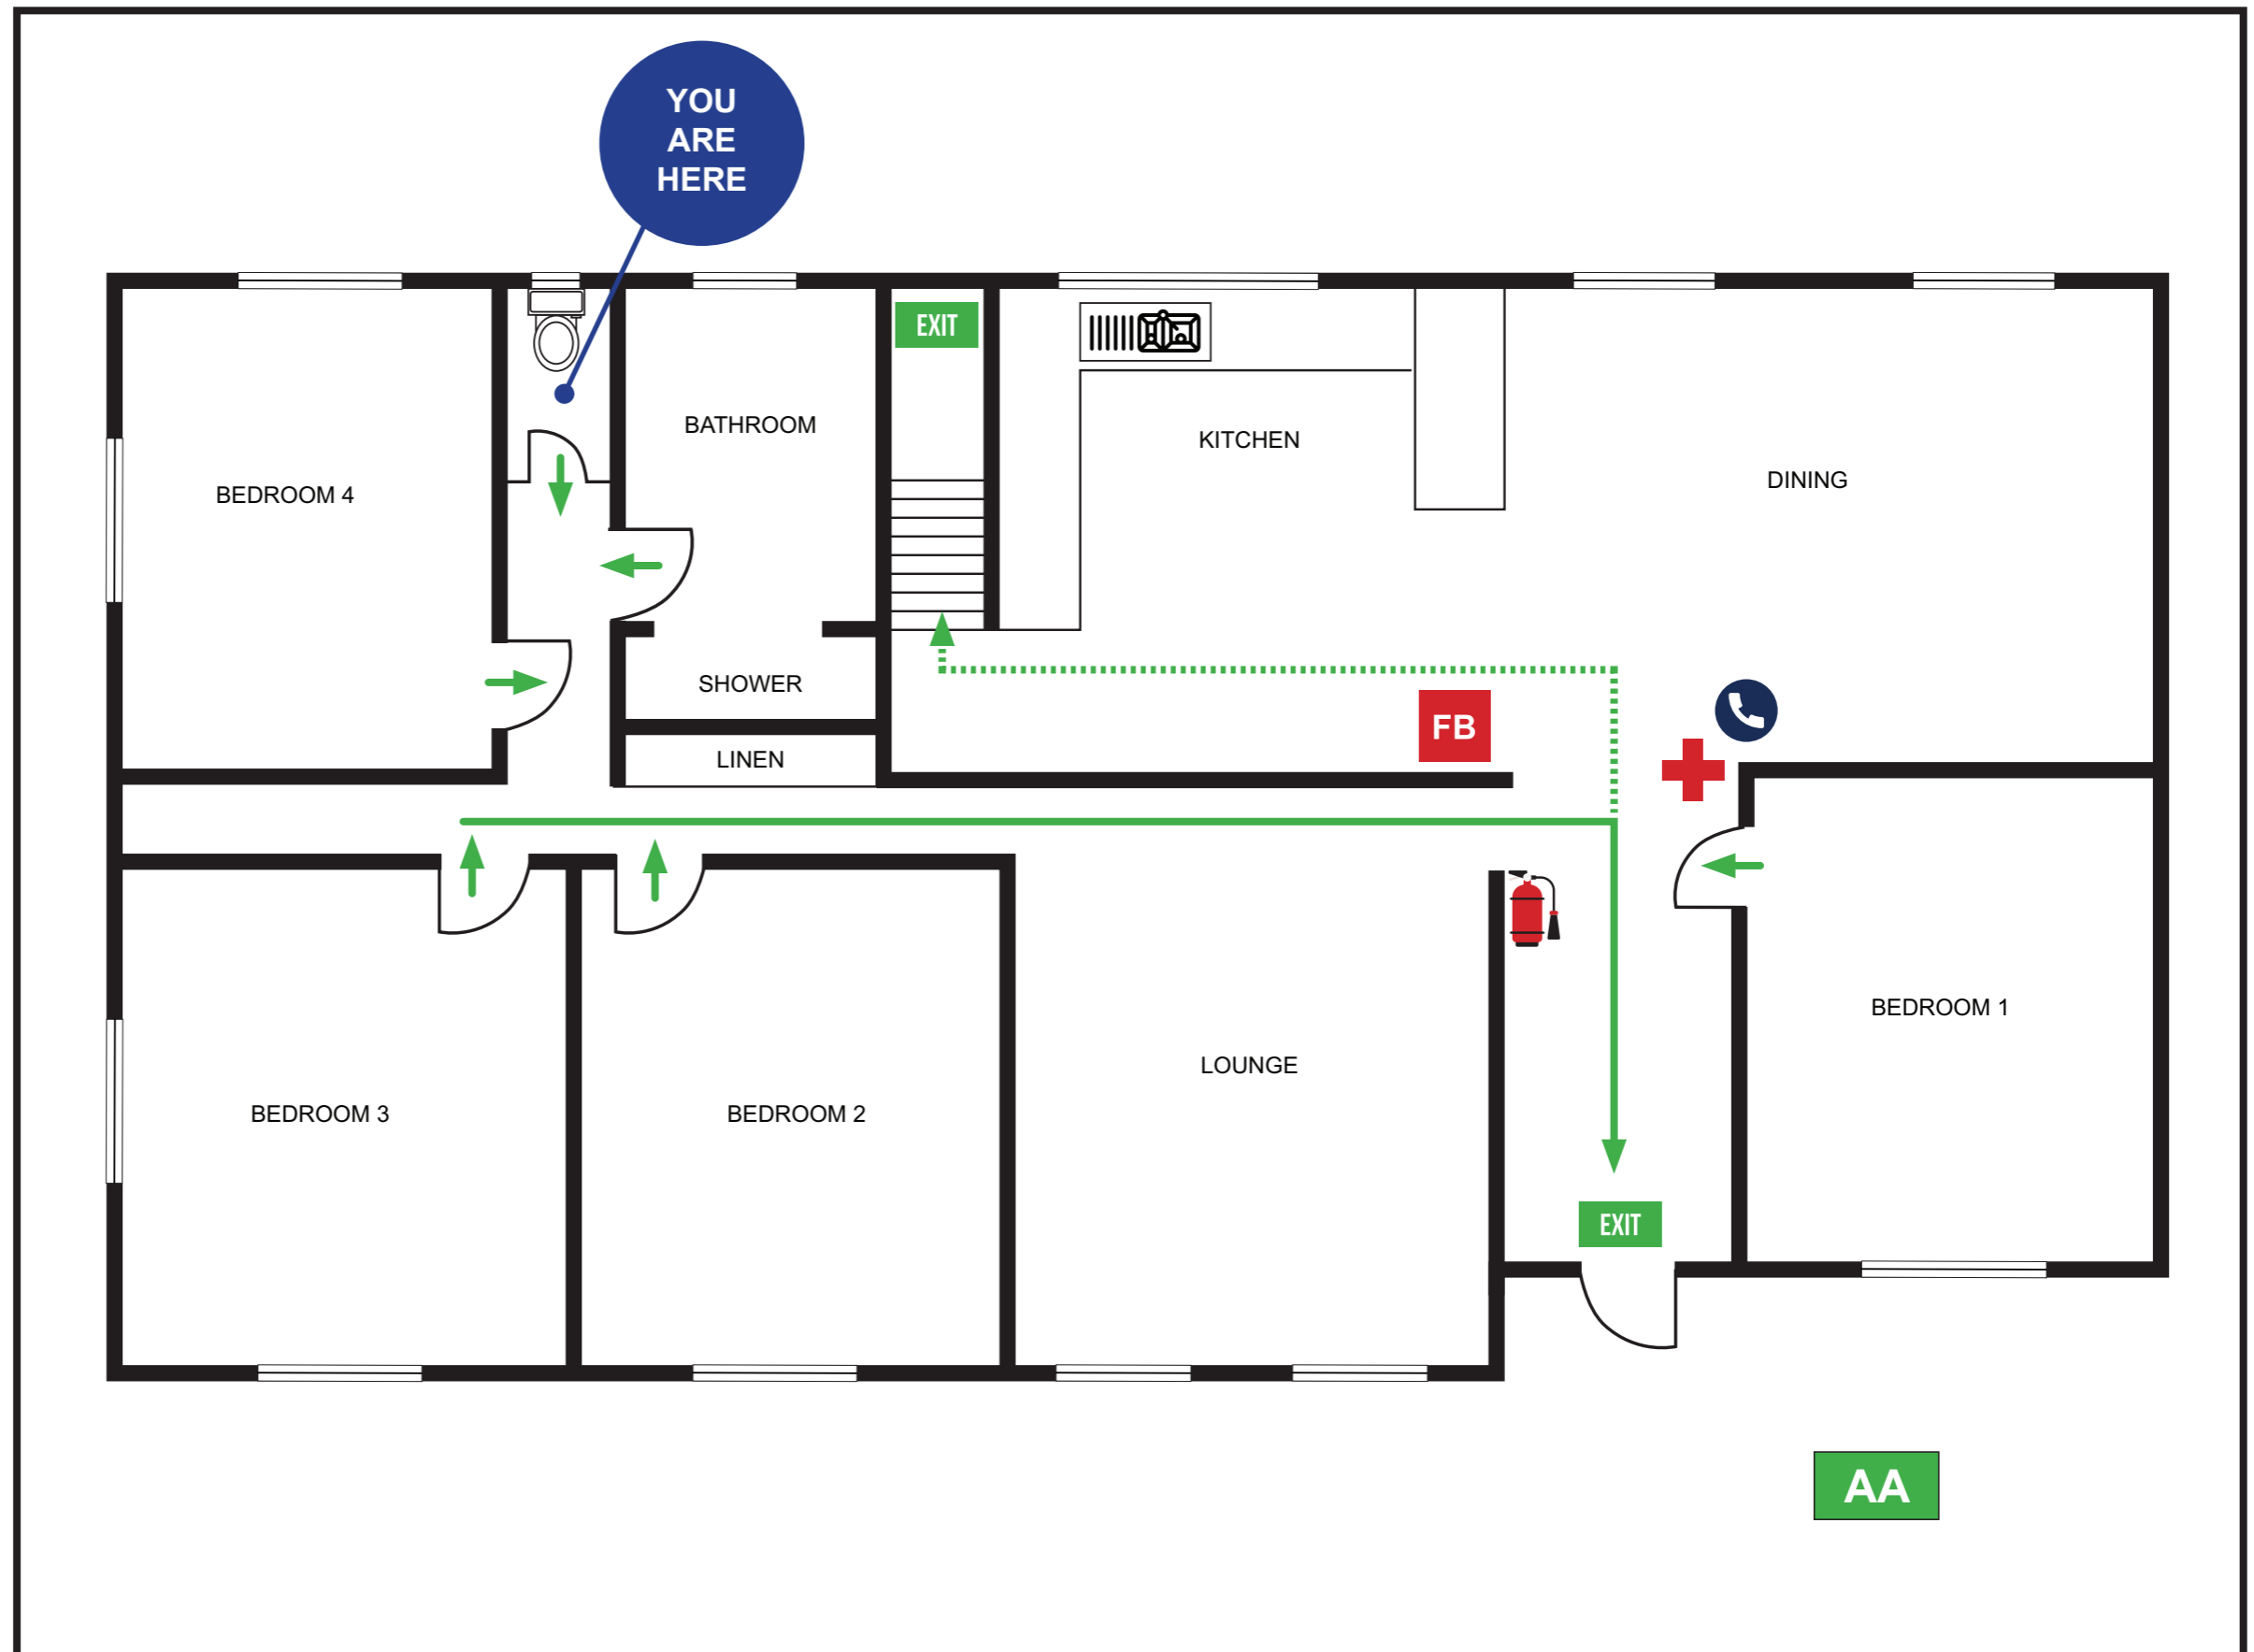 YOU
ARE
HERE
EXIT
BATHROOM
KITCHEN
DINING
BEDROOM 4
SHOWER
FB
LINEN
BEDROOM 1
LOUNGE
BEDROOM 3
BEDROOM 2
EXIT
AA